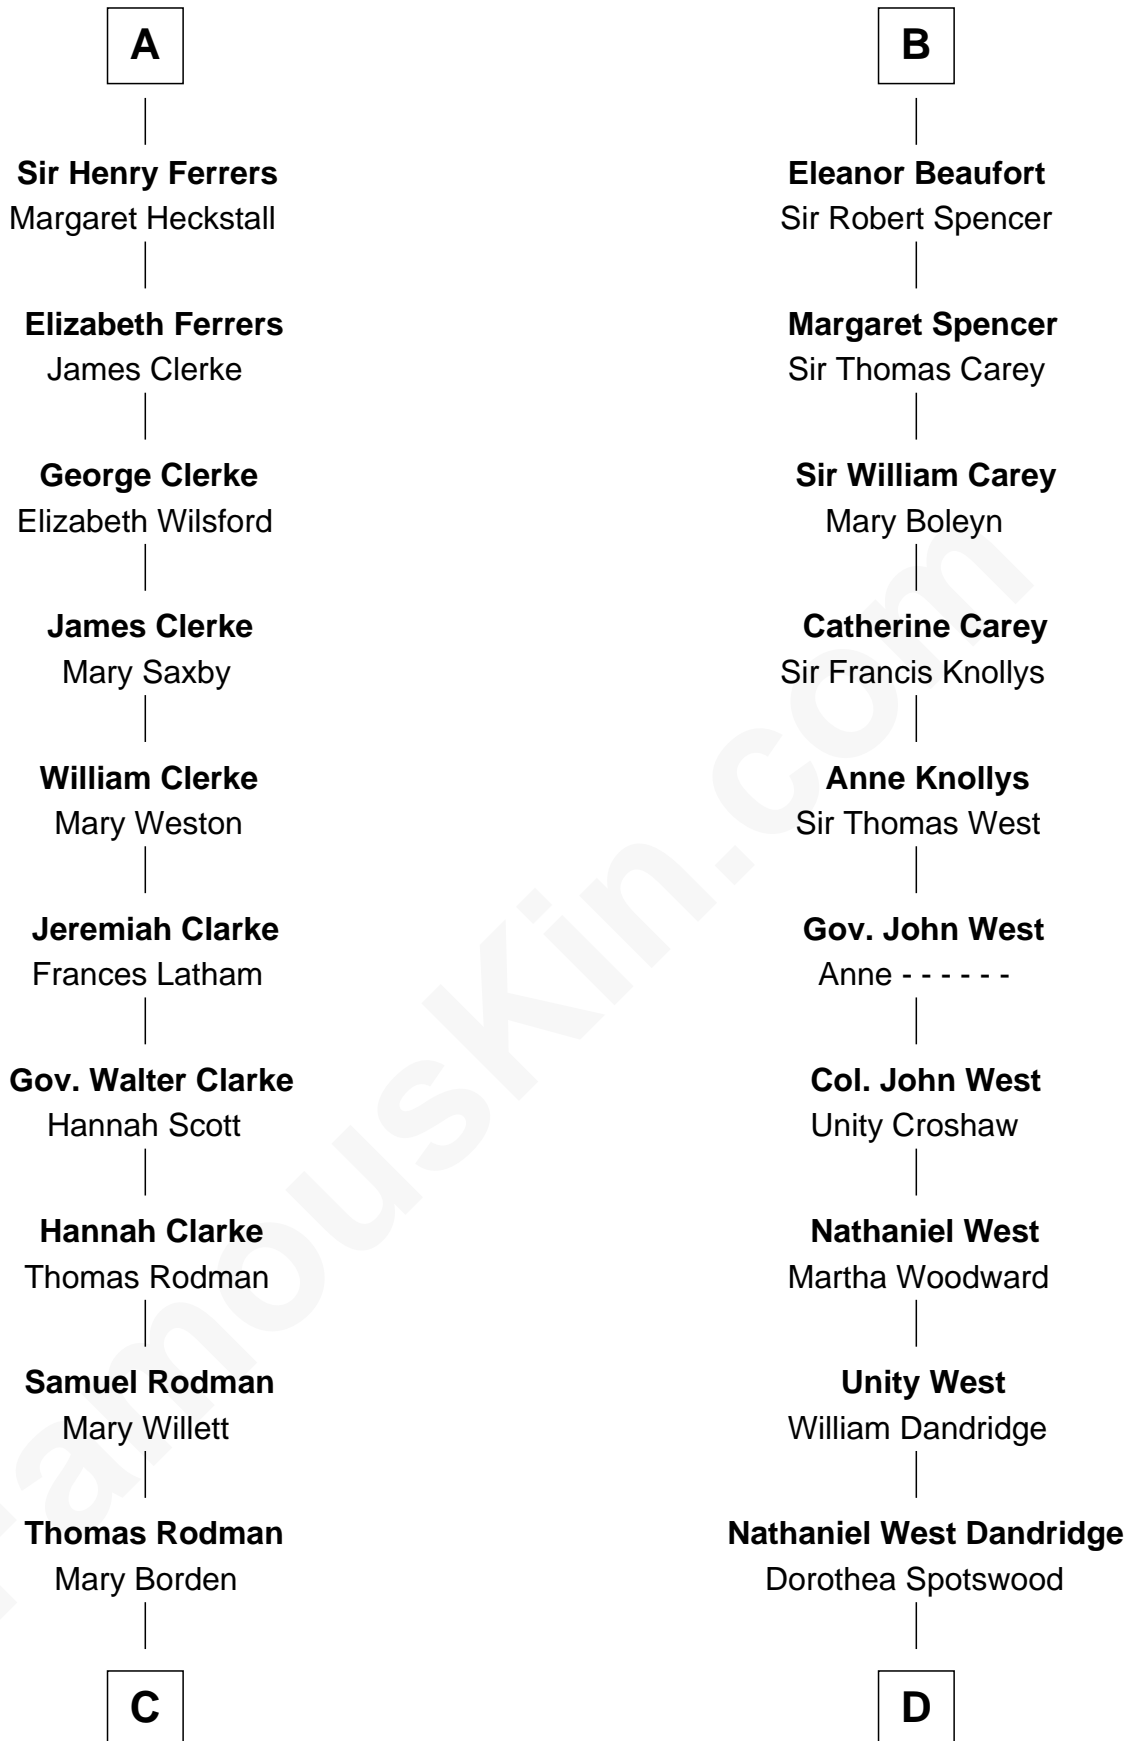 A
Sir Henry Ferrers
Margaret Heckstall
Elizabeth Ferrers
James Clerke
George Clerke
Elizabeth Wilsford
James Clerke
Mary Saxby
William Clerke
Mary Weston
Jeremiah Clarke
Frances Latham
Gov. Walter Clarke
Hannah Scott
Hannah Clarke
Thomas Rodman
Samuel Rodman
Mary Willett
Thomas Rodman
Mary Borden
C
B
Eleanor Beaufort
Sir Robert Spencer
Margaret Spencer
Sir Thomas Carey
Sir William Carey
Mary Boleyn
Catherine Carey
Sir Francis Knollys
Anne Knollys
Sir Thomas West
Gov. John West
Anne - - - - - -
Col. John West
Unity Croshaw
Nathaniel West
Martha Woodward
Unity West
William Dandridge
Nathaniel West Dandridge
Dorothea Spotswood
D
FamousKin.com